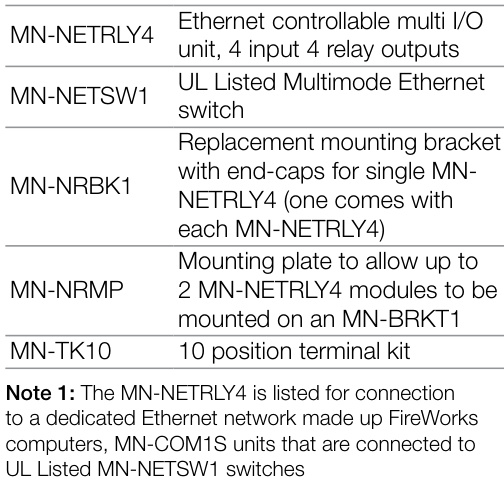 MN-NETRLY4
Ethernet controllable multi I/O
unit, 4 input 4 relay outputs
MN-NETSW1
UL Listed Multimode Ethernet
switch
MN-NRBK1
Replacement mounting bracket
with end-caps for single MN-
NETRLY4 (one comes with
each MN-NETRLY4)
MN-NRMP
Mounting plate to allow up to
2 MN-NETRLY4 modules to be
mounted on an MN-BRKT1
MN-TK10
10 position terminal kit
Note 1: The MN-NETRLY4 is listed for connection
to a dedicated Ethernet network made up FireWorks
computers, MN-COM1S units that are connected to
UL Listed MN-NETSW1 switches